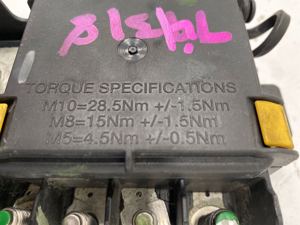 TORQUE SPECIFICATIONS
M10=28.5Nm +/-1.5Nm
M8=15Nm +/-1.5Nm
M5=4.5Nm +/-0.5Nm